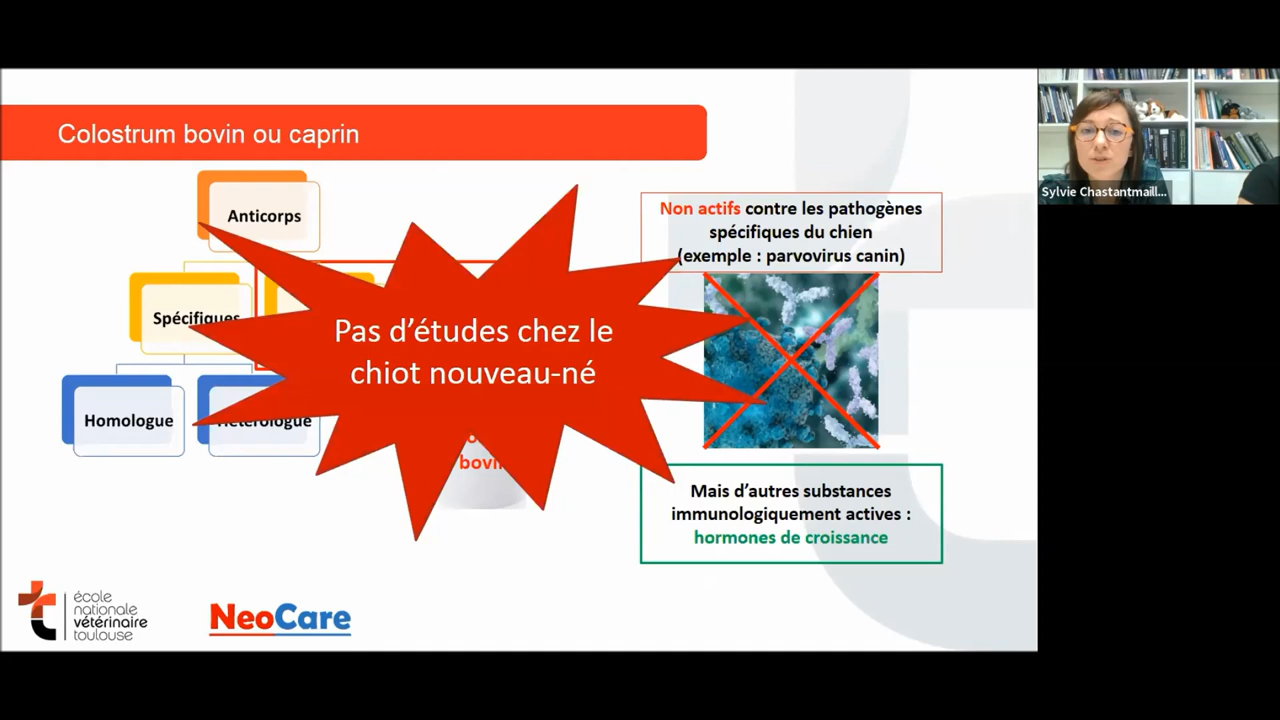 Colostrum bovin ou caprin
Anticorps
Spécifiques
Homologue
Hétérologue
bovin
Pas d'études chez le
chiot nouveau-né
Non actifs contre les pathogènes
spécifiques du chien
(exemple : parvovirus canin)
Mais d'autres substances
immunologiquement actives :
hormones de croissance
école
nationale
vétérinaire
toulouse
NeoCare
Sylvie Chastantmaill...